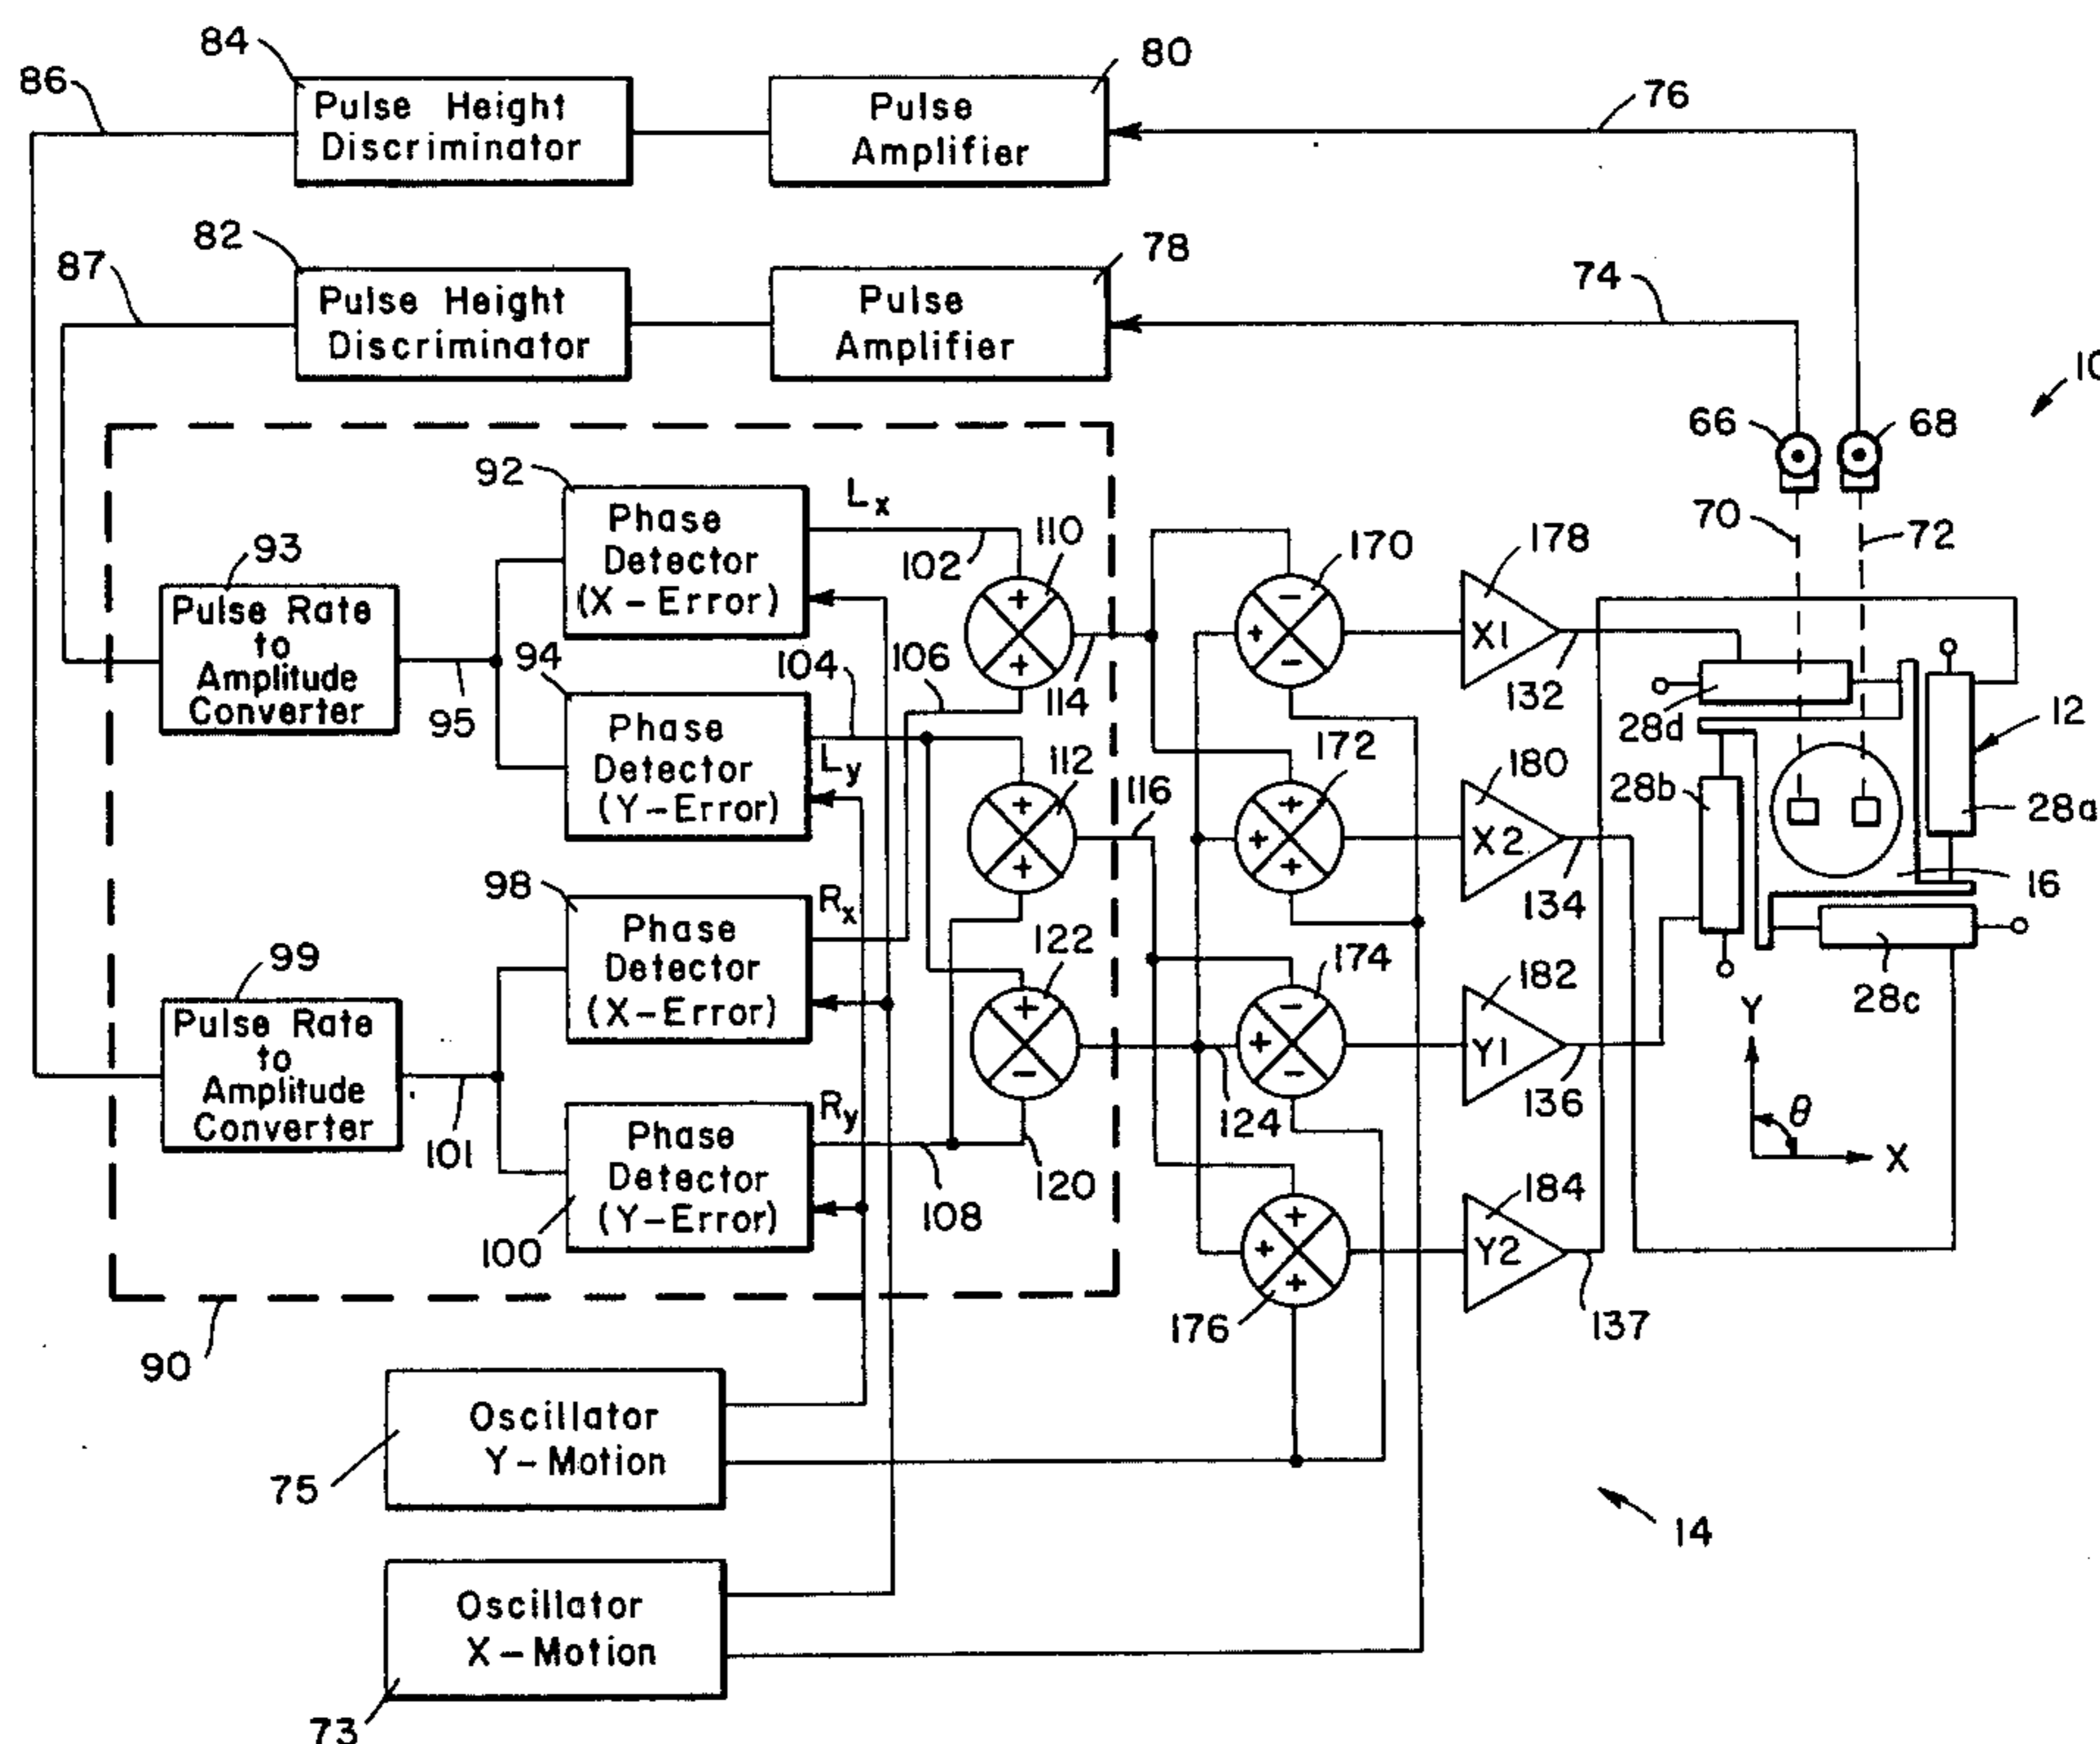 84
80
86
Pulse Height
Discriminator
Pulse
Amplifier
76
87
82
78
Pulse Height
Discriminator
Pulse
Amplifier
74
10
66
68
70
72
92
Phase
Detector
(X-Error)
Lx
102
110
+
+
114
93
Pulse Rate
to
Amplitude
Converter
95
94
Phase
Detector
(Y-Error)
104
106
Ly
112
+
+
116
170
−
+
−
178
X1
132
172
+
+
+
180
X2
134
28d
28b
12
28a
16
28c
98
Phase
Detector
(X-Error)
Rx
122
+
−
99
Pulse Rate
to
Amplitude
Converter
101
100
Phase
Detector
(Y-Error)
Ry
108
120
124
174
−
+
−
182
Y1
136
Y
θ
X
176
+
+
+
184
Y2
137
90
75
Oscillator
Y-Motion
14
73
Oscillator
X-Motion